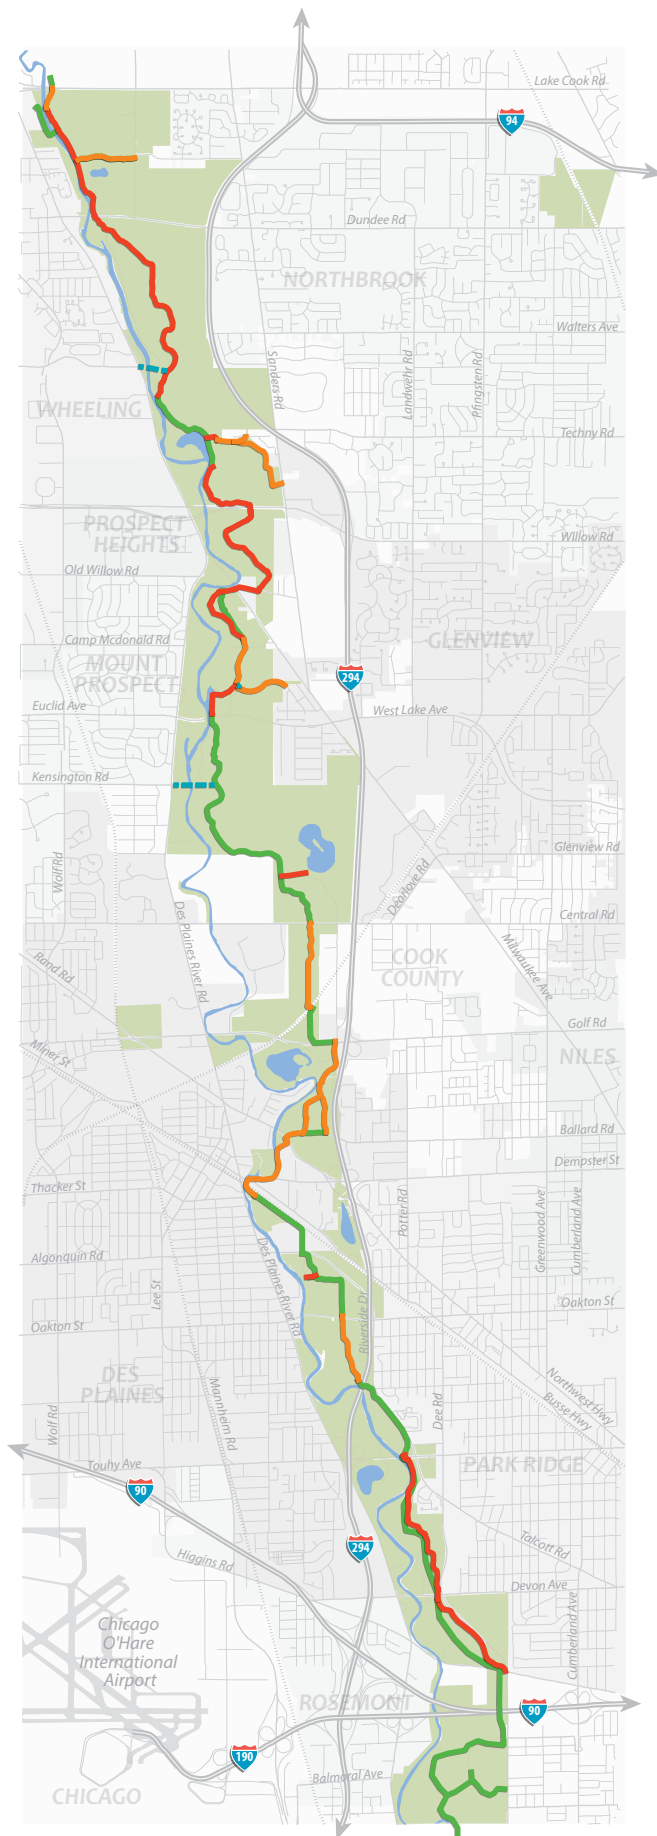 Lake Cook Rd
94
Dundee Rd
NORTHBROOK
Walters Ave
Sanders Rd
Landwehr Rd
Pfingsten Rd
WHEELING
Techny Rd
PROSPECT
HEIGHTS
Willow Rd
Old Willow Rd
Camp Mcdonald Rd
GLENVIEW
MOUNT
PROSPECT
294
Euclid Ave
West Lake Ave
Kensington Rd
Glenview Rd
Wolf Rd
Dearlove Rd
Des Plaines River Rd
Central Rd
Rand Rd
COOK
COUNTY
Milwaukee Ave
Golf Rd
Miner St
NILES
Ballard Rd
Dempster St
Thacker St
Potter Rd
Greenwood Ave
Cumberland Ave
Algonquin Rd
Des Plaines River Rd
Lee St
Riverside Dr
Oakton St
Oakton St
DES
PLAINES
Northwest Hwy
Busse Hwy
Wolf Rd
Mannheim Rd
Dee Rd
Touhy Ave
PARK RIDGE
90
Talcott Rd
294
Higgins Rd
Devon Ave
Cumberland Ave
Chicago
O'Hare
International
Airport
ROSEMONT
90
190
Balmoral Ave
CHICAGO